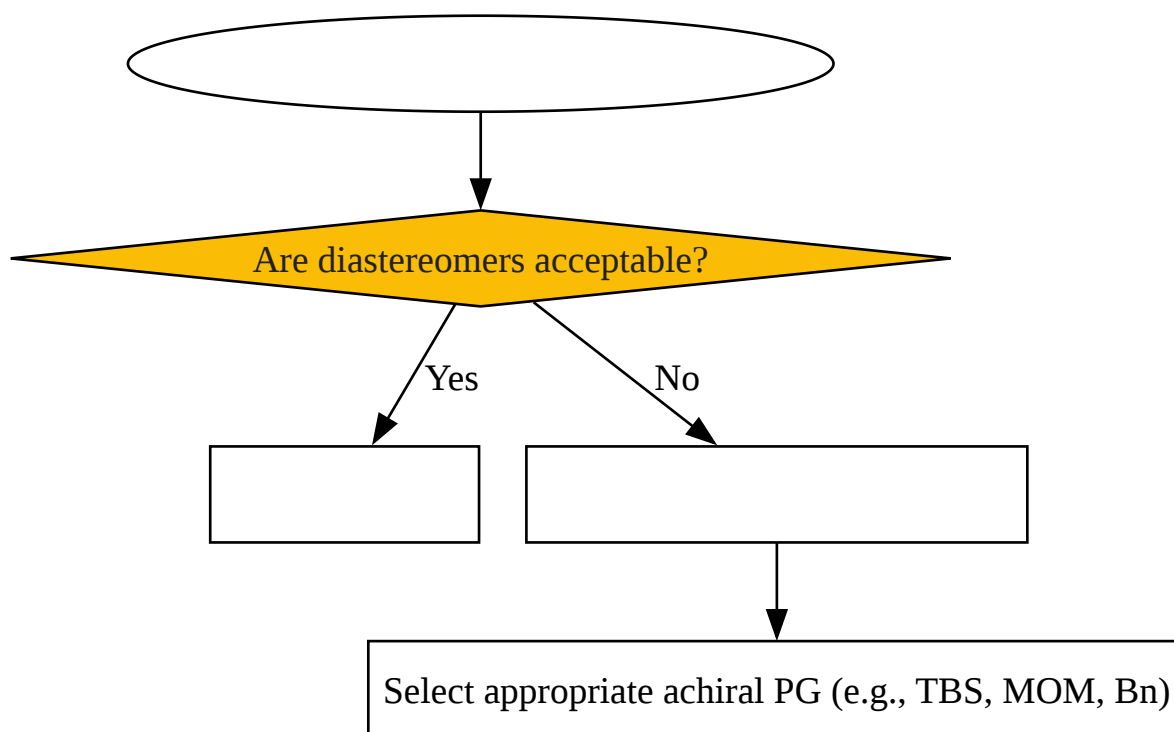 Are diastereomers acceptable?
Yes
No
Select appropriate achiral PG (e.g., TBS, MOM, Bn)